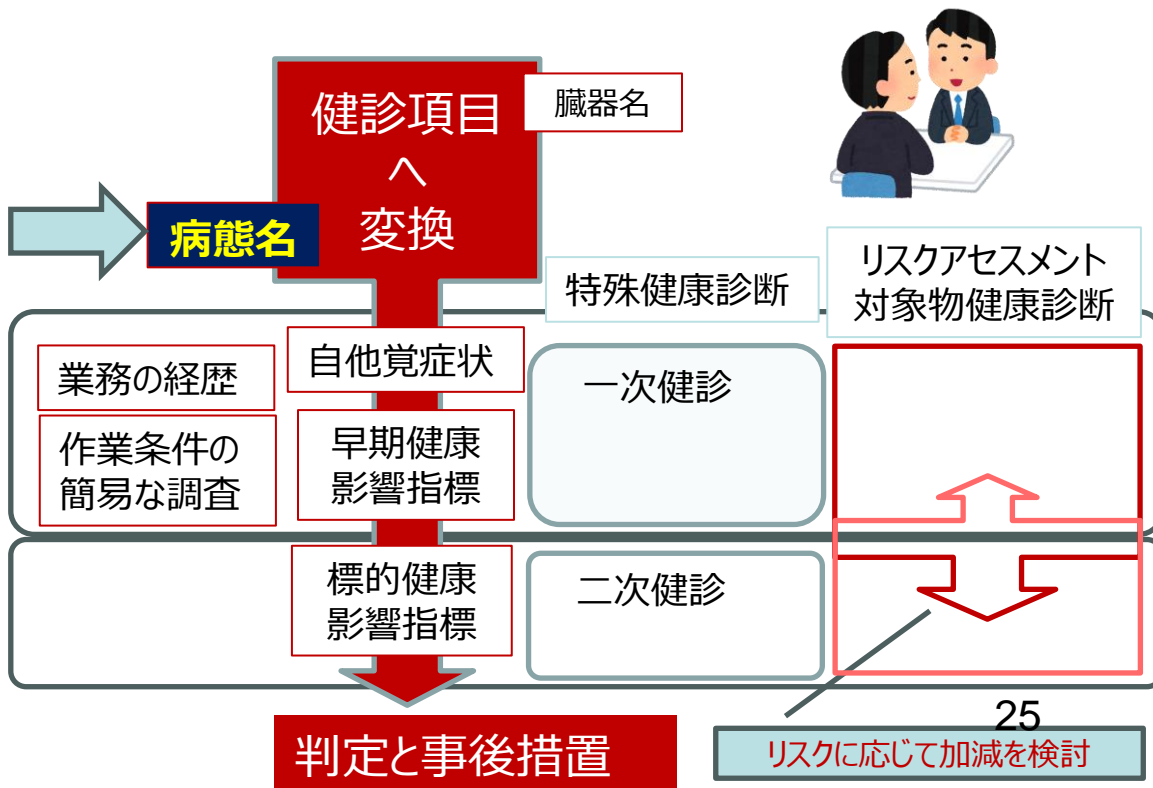 健診項目
へ
変換
臓器名
病態名
特殊健康診断
リスクアセスメント
対象物健康診断
業務の経歴
自他覚症状
一次健診
作業条件の
簡易な調査
早期健康
影響指標
標的健康
影響指標
二次健診
判定と事後措置
25
リスクに応じて加減を検討